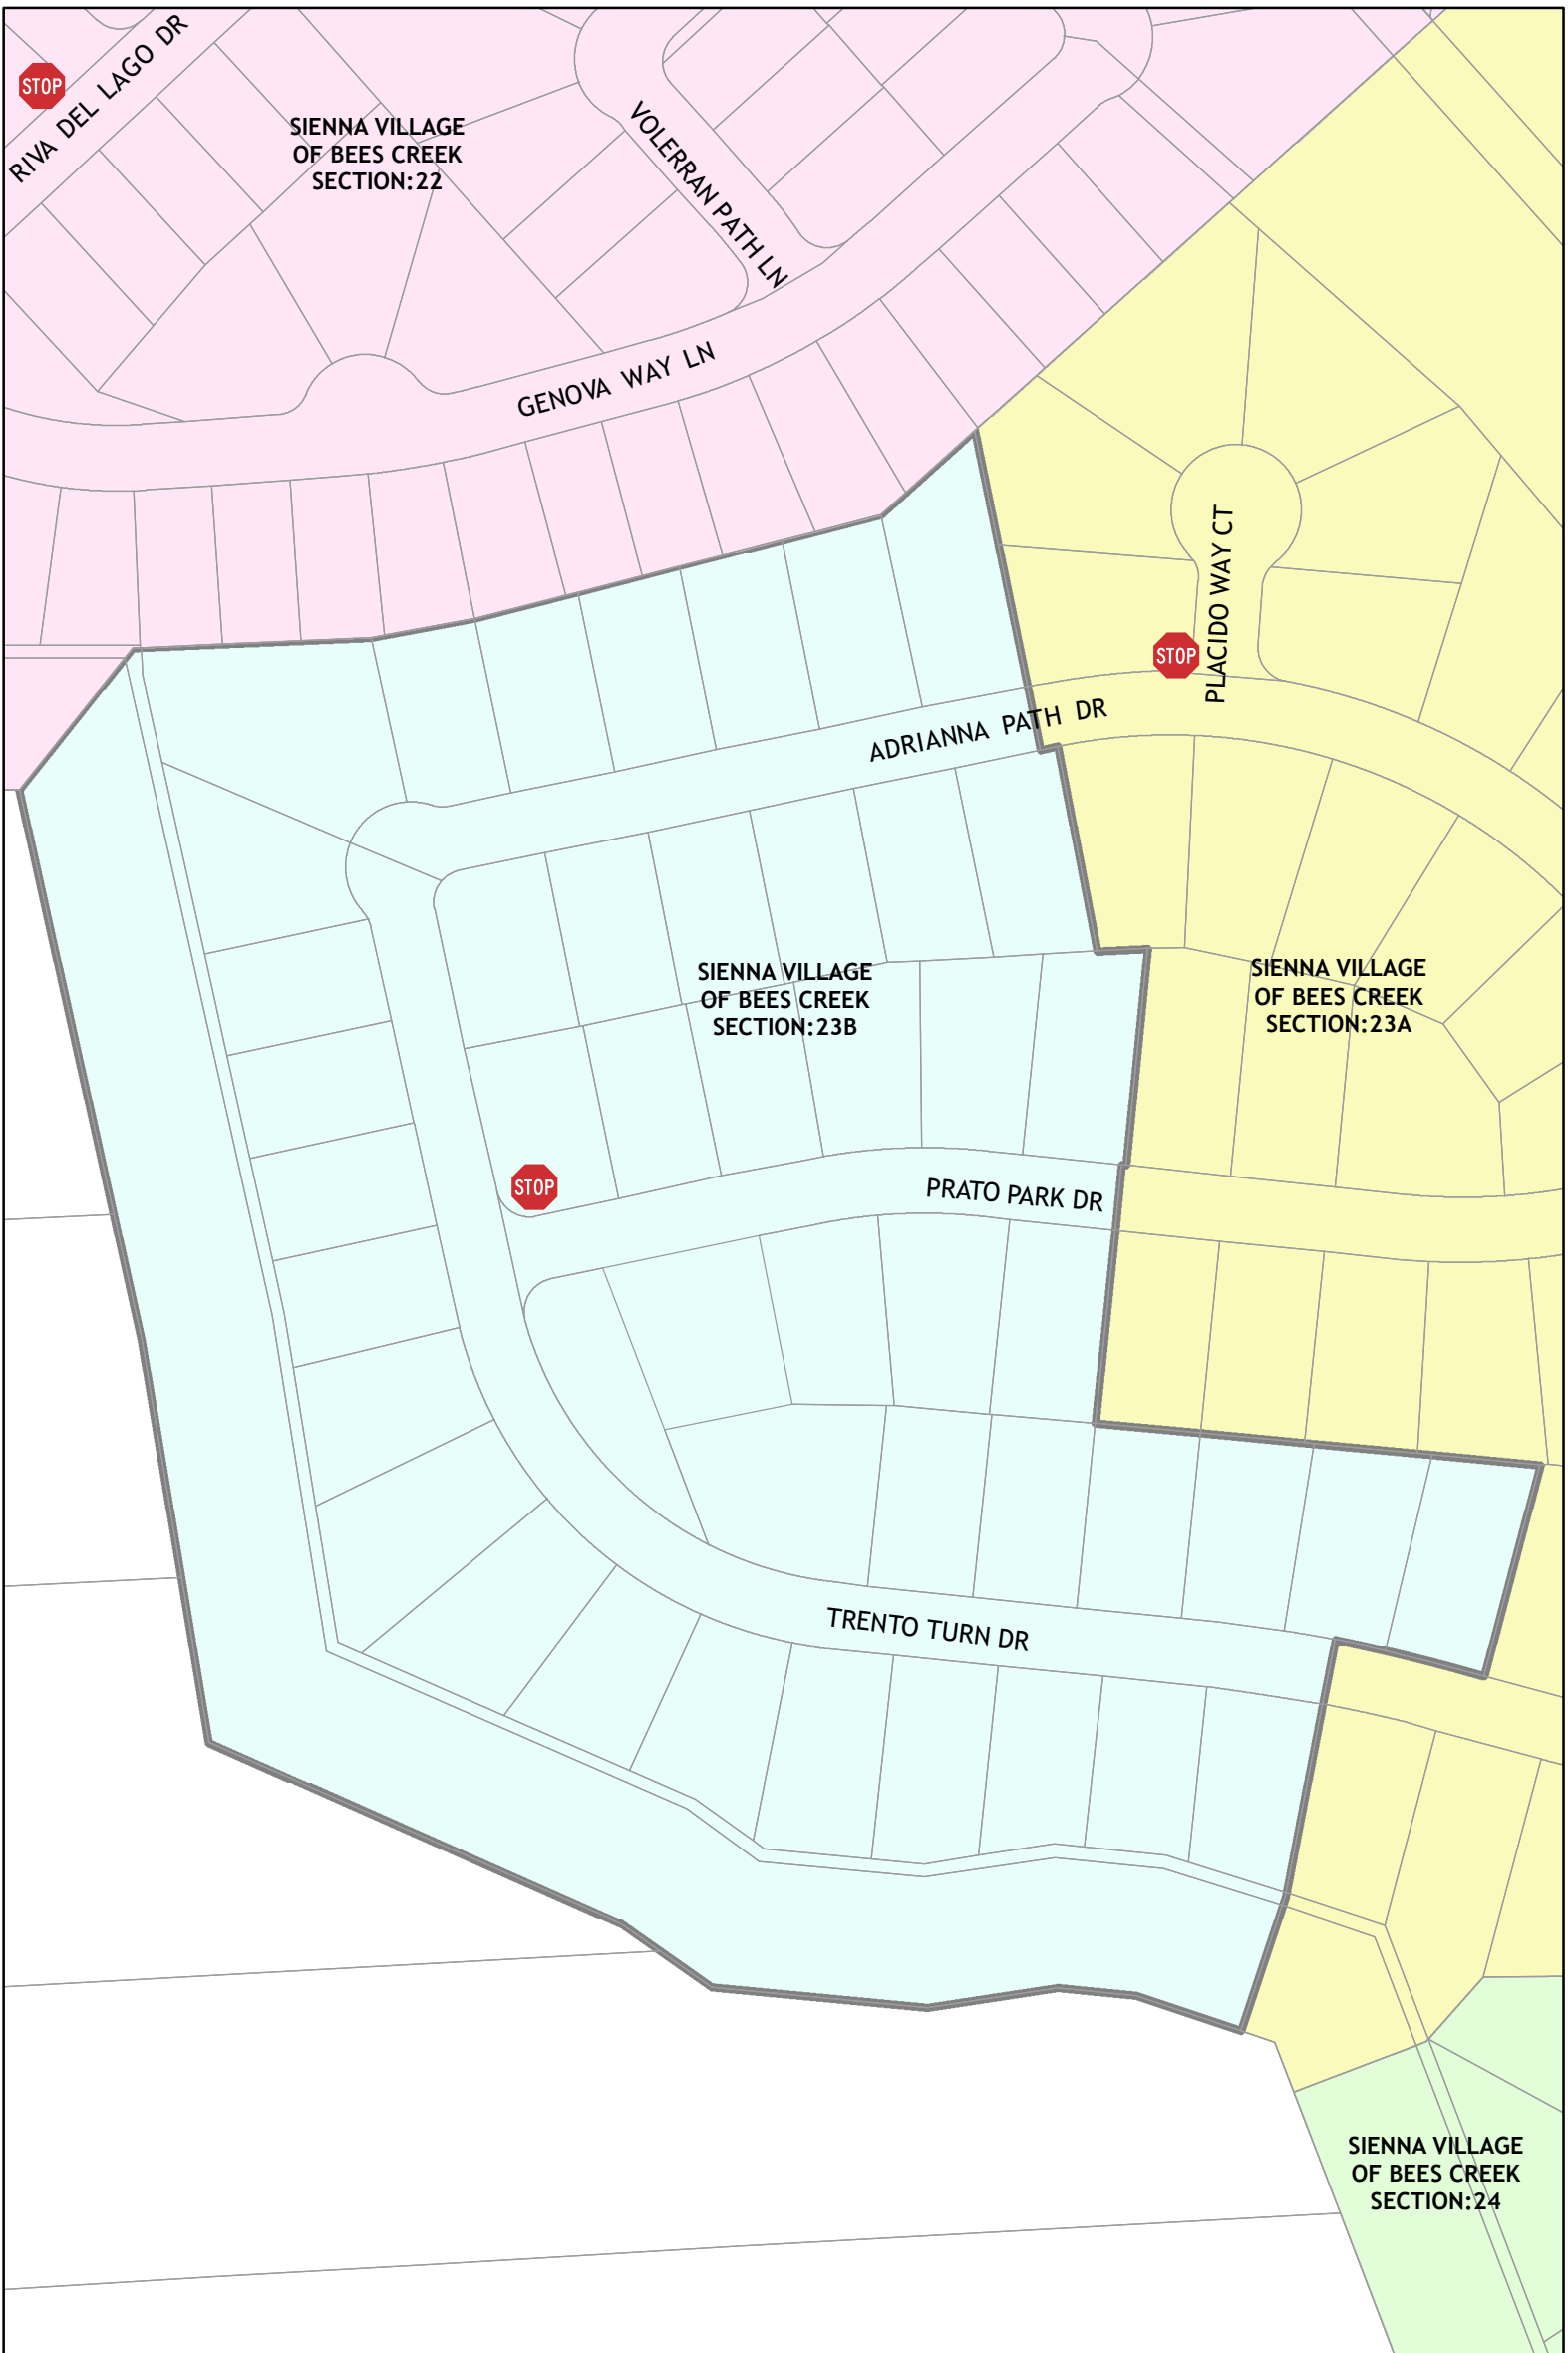 STOP
RIVA DEL LAGO DR
SIENNA VILLAGE
OF BEES CREEK
SECTION:22
VOLERRAN PATH LN
GENOVA WAY LN
PLACIDO WAY CT
STOP
ADRIANNA PATH DR
SIENNA VILLAGE
OF BEES CREEK
SECTION:23B
SIENNA VILLAGE
OF BEES CREEK
SECTION:23A
STOP
PRATO PARK DR
TRENTO TURN DR
SIENNA VILLAGE
OF BEES CREEK
SECTION:24